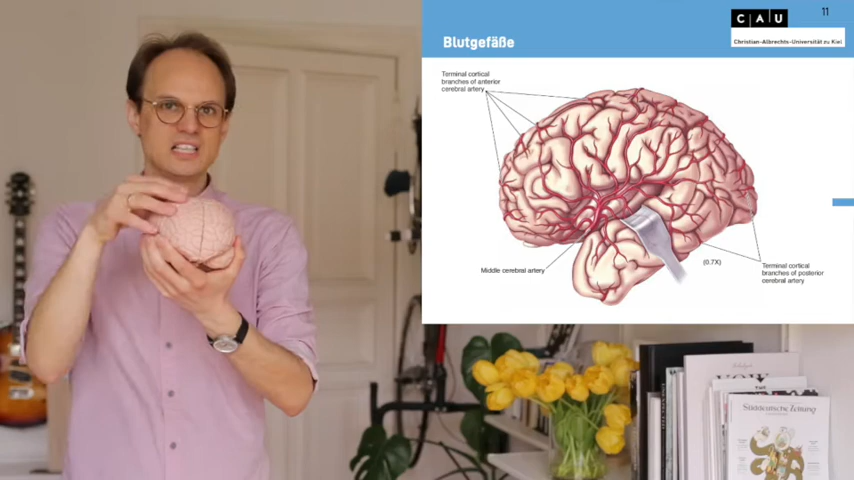 11
CAU
Blutgefäße
Christian-Albrechts-Universität zu Kiel
Terminal cortical
branches of anterior
cerebral artery
Middle cerebral artery
(0.7X)
Terminal cortical
branches of posterior
cerebral artery
Süddeutsche Zeitung